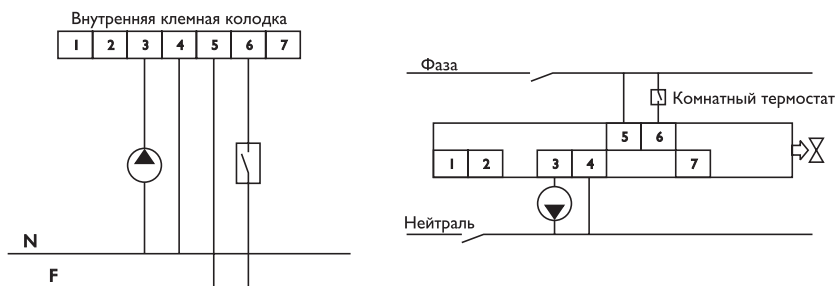 Внутренняя клемная колодка
1 2 3 4 5 6 7
N
F
Фаза
Комнатный термостат
5 6
1 2 3 4 7
Нейтраль